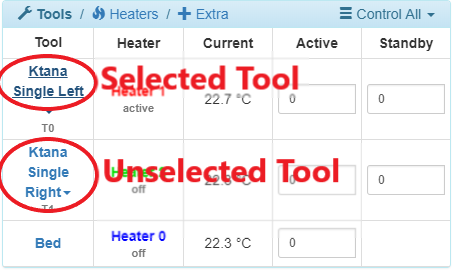 Tools / Heaters / Extra Control All
Tool Heater Current Active Standby
Ktana
Single Left
T0
Selected Tool
Heater 1
active
22.7 °C
0
0
Ktana
Single
Right
T1
Unselected Tool
off
0
0
Bed
Heater 0
off
22.3 °C
0